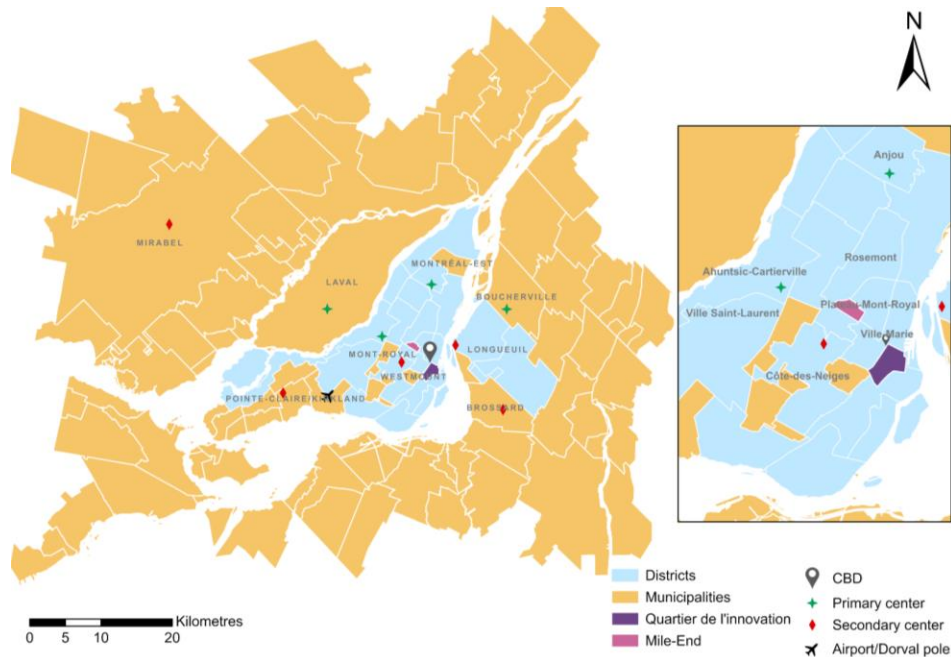 N
Anjou
MIRABEL
MONTRÉAL-EST
Rosemont
LAVAL
Ahuntsic-Cartierville
BOUCHERVILLE
Ville Saint-Laurent
Plateau-Mont-Royal
Ville-Marie
MONT-ROYAL
LONGUEUIL
WESTMOUNT
Côte-des-Neiges
POINTE-CLAIRE/KIRKLAND
BROSSARD
Districts
Municipalities
Quartier de l'innovation
Mile-End
CBD
Primary center
Secondary center
Airport/Dorval pole
Kilometres
0 5 10 20